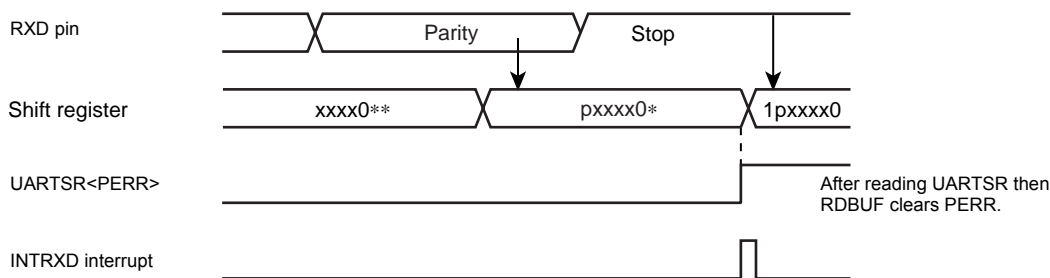 RXD pin
Parity
Stop
Shift register
xxxx0**
pxxxx0*
1pxxxx0
UARTSR<PERR>
After reading UARTSR then
RDBUF clears PERR.
INTRXD interrupt